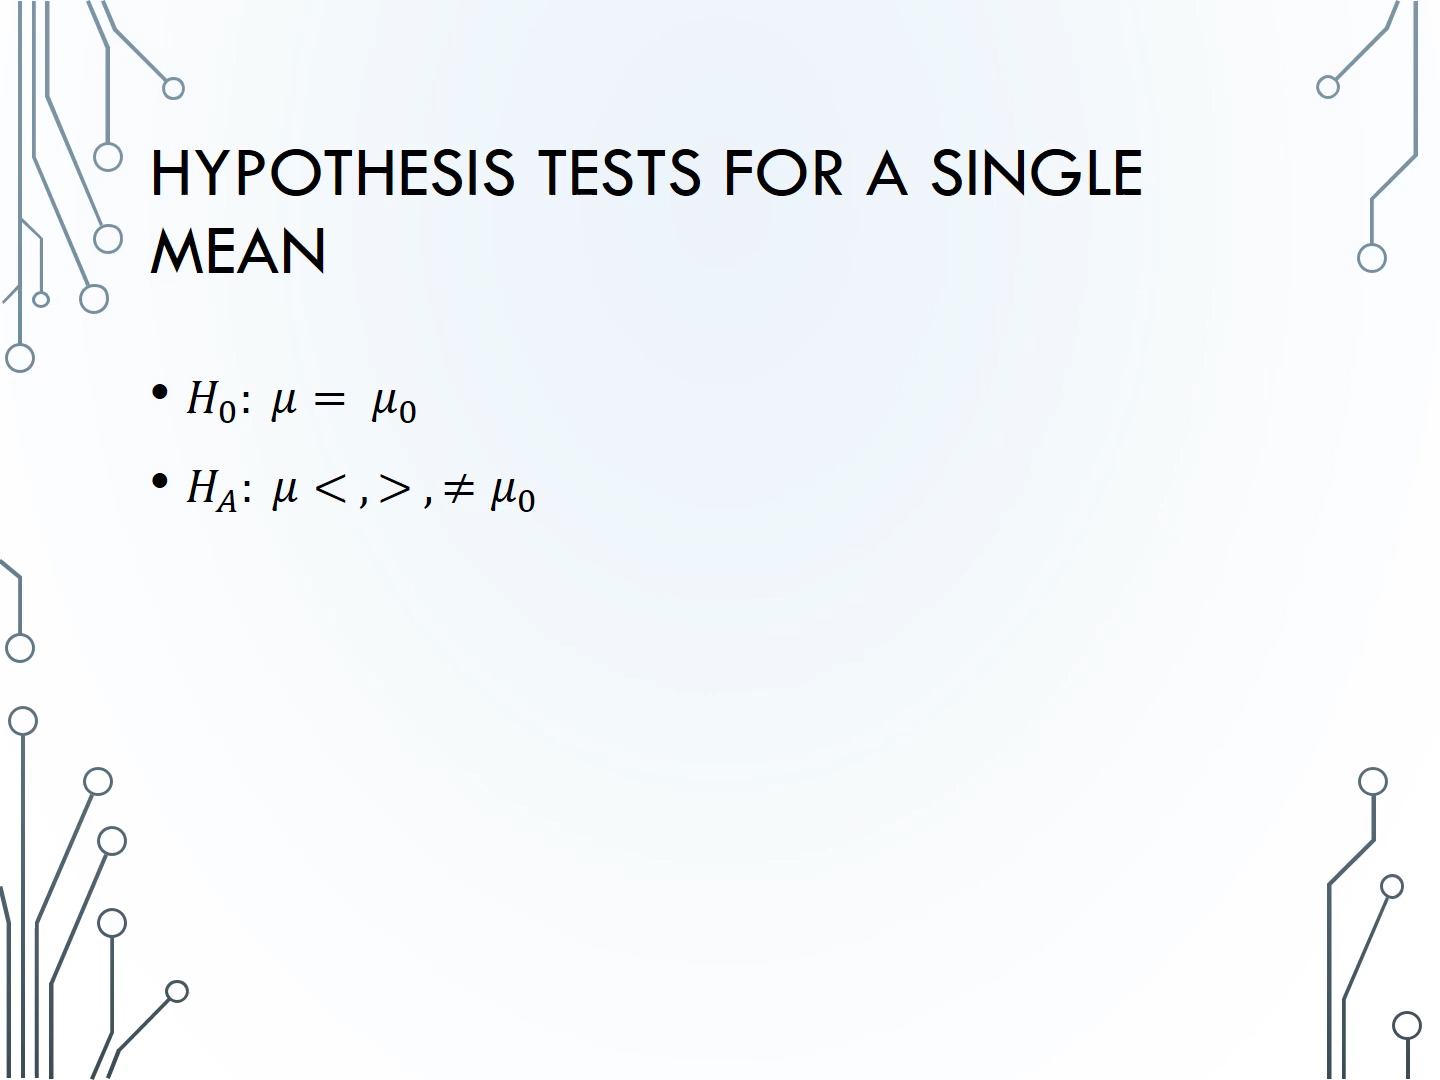 HYPOTHESIS TESTS FOR A SINGLE
MEAN
• H₀: μ = μ₀
• H_A: μ < , > , ≠ μ₀